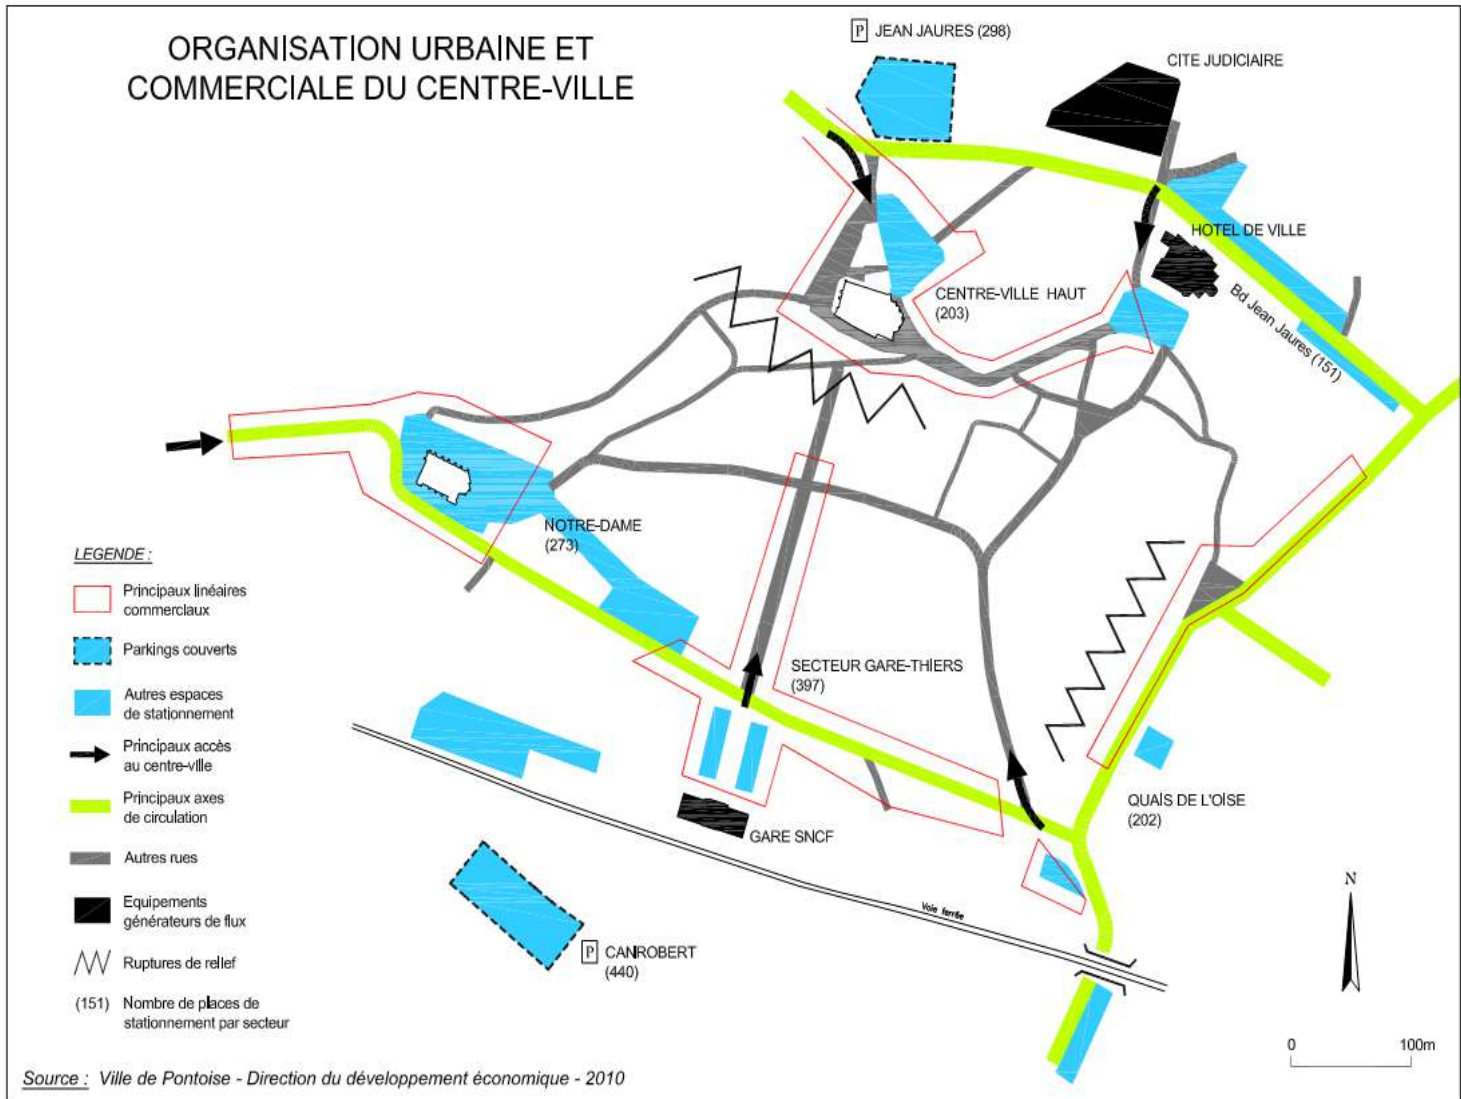 ORGANISATION URBAINE ET
COMMERCIALE DU CENTRE-VILLE
P JEAN JAURES (298)
CITE JUDICIAIRE
HOTEL DE VILLE
Bd Jean Jaures (151)
CENTRE-VILLE HAUT
(203)
NOTRE-DAME
(273)
SECTEUR GARE-THIERS
(397)
QUAIS DE L'OISE
(202)
GARE SNCF
Voie ferrée
P CANROBERT
(440)
N
0 100m
LEGENDE :
Principaux linéaires
commerciaux
Parkings couverts
Autres espaces
de stationnement
Principaux accès
au centre-ville
Principaux axes
de circulation
Autres rues
Equipements
générateurs de flux
Ruptures de relief
(151) Nombre de places de
stationnement par secteur
Source : Ville de Pontoise - Direction du développement économique - 2010